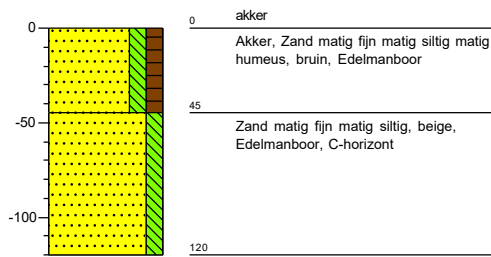 akker
0
0
Akker, Zand matig fijn matig siltig matig
humeus, bruin, Edelmanboor
45
-50
Zand matig fijn matig siltig, beige,
Edelmanboor, C-horizont
-100
120